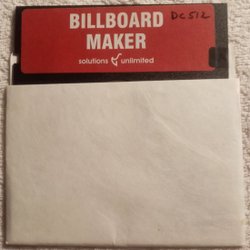 BILLBOARD DC512
MAKER
solutions unlimited